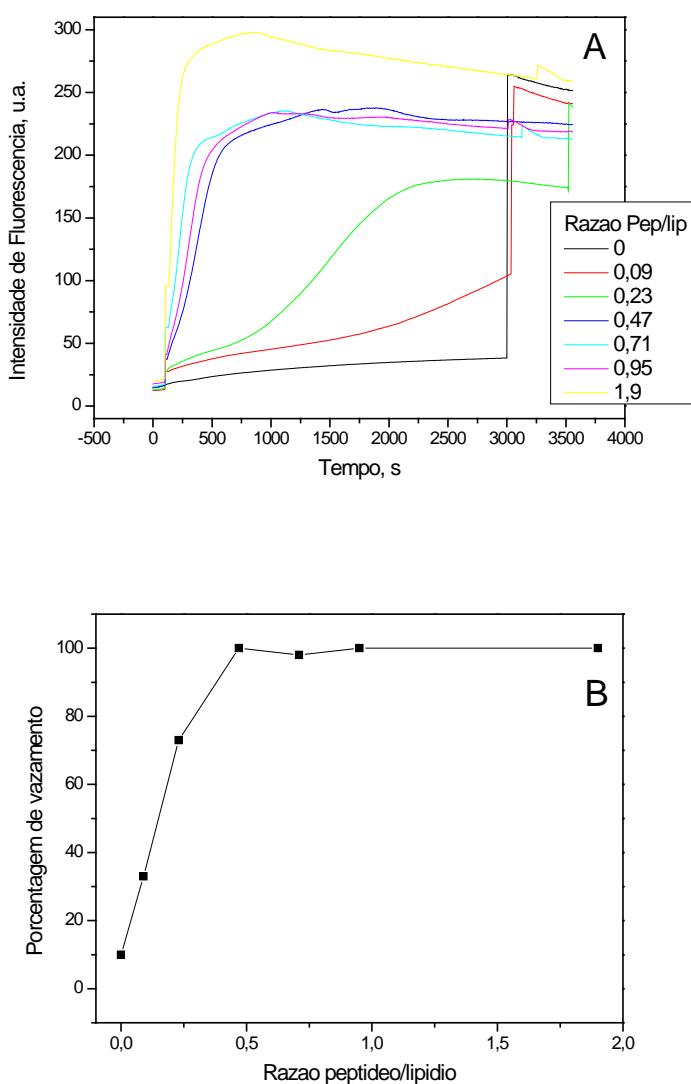 A
Intensidade de Fluorescencia, u.a.
300
250
200
150
100
50
0
-500 0 500 1000 1500 2000 2500 3000 3500 4000
Tempo, s
Razao Pep/lip
0
0,09
0,23
0,47
0,71
0,95
1,9
B
Porcentagem de vazamento
100
80
60
40
20
0
0,0 0,5 1,0 1,5 2,0
Razao peptideo/lipidio